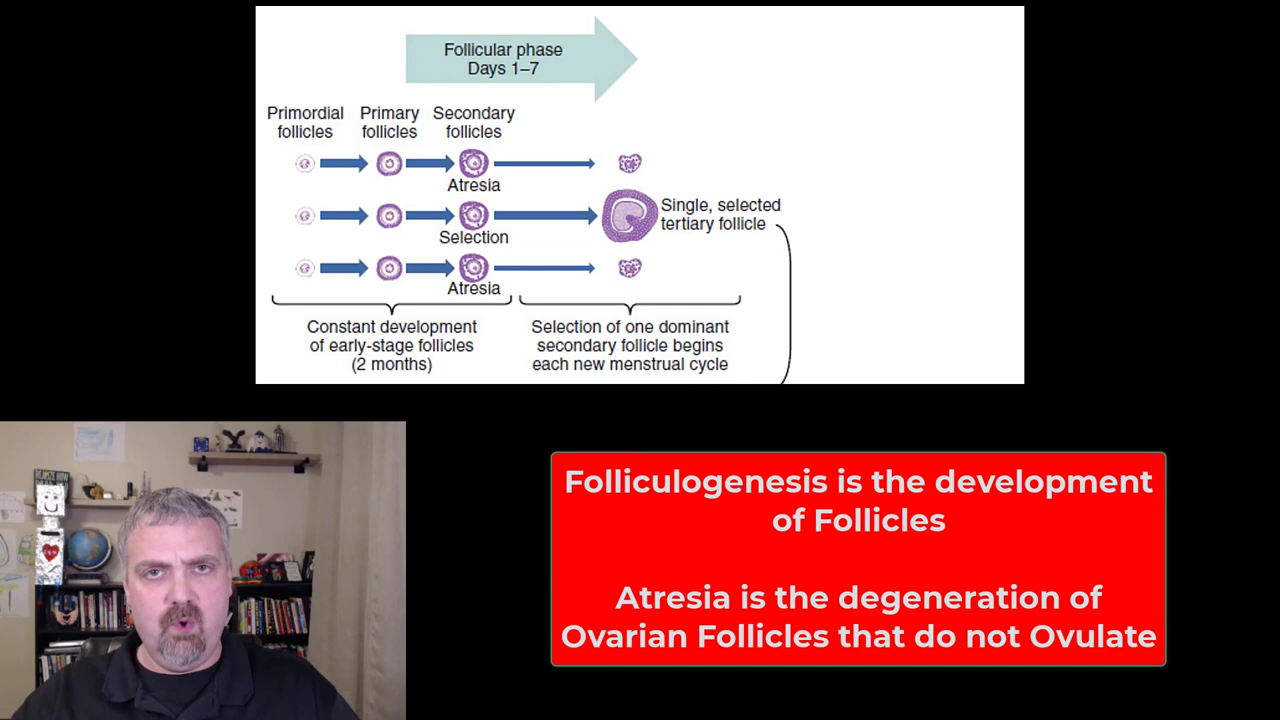 Follicular phase
Days 1–7
Primordial
follicles
Primary
follicles
Secondary
follicles
Atresia
Single, selected
tertiary follicle
Selection
Atresia
Constant development
of early-stage follicles
(2 months)
Selection of one dominant
secondary follicle begins
each new menstrual cycle
Folliculogenesis is the development
of Follicles
Atresia is the degeneration of
Ovarian Follicles that do not Ovulate